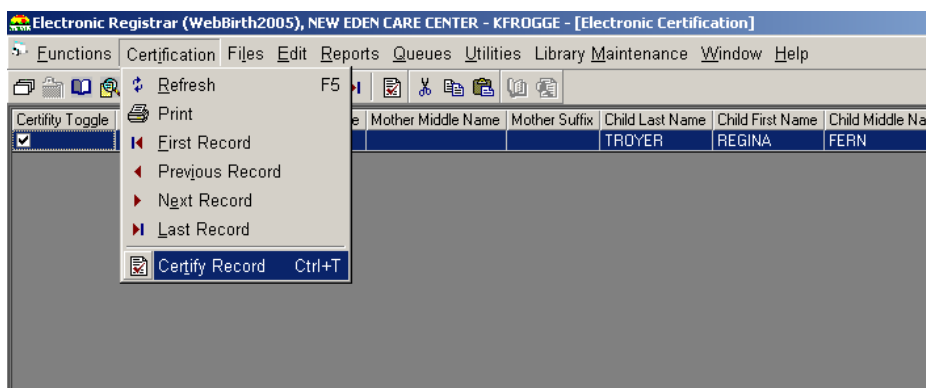 Electronic Registrar (WebBirth2005), NEW EDEN CARE CENTER - KFROGGE - [Electronic Certification]
Functions Certification Files Edit Reports Queues Utilities Library Maintenance Window Help
Refresh F5
Print
First Record
Previous Record
Next Record
Last Record
Certify Record Ctrl+T
Certifity Toggle Mother Middle Name Mother Suffix Child Last Name Child First Name Child Middle Na
TROYER REGINA FERN